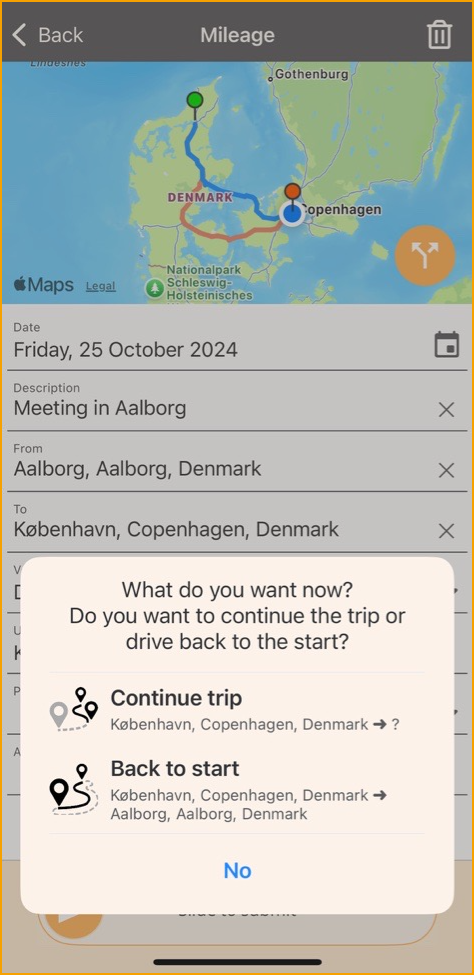 Back
Mileage
Lindesnes
Gothenburg
DENMARK
Copenhagen
Maps Legal
Nationalpark
Schleswig-
Holsteinisches
Date
Friday, 25 October 2024
Description
Meeting in Aalborg
From
Aalborg, Aalborg, Denmark
To
København, Copenhagen, Denmark
What do you want now?
Do you want to continue the trip or
drive back to the start?
Continue trip
København, Copenhagen, Denmark ➜ ?
Back to start
København, Copenhagen, Denmark ➜
Aalborg, Aalborg, Denmark
No